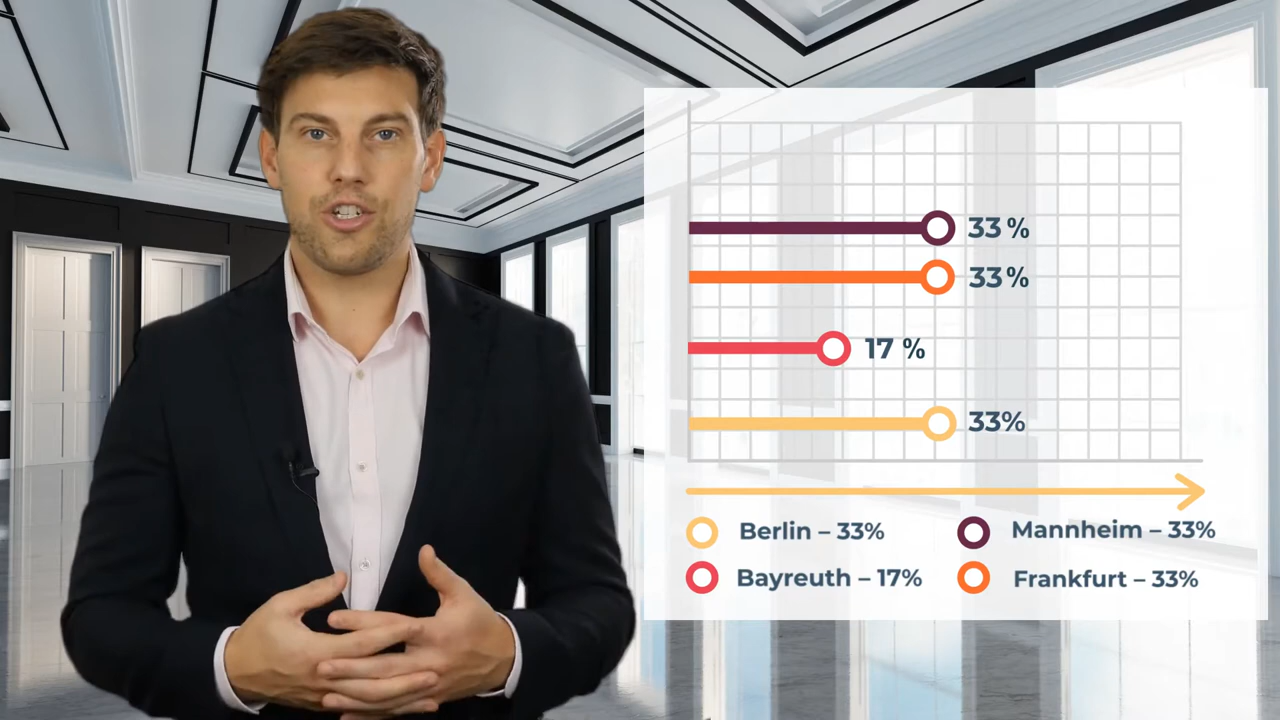 33 %
33 %
17 %
33%
Berlin – 33%
Mannheim – 33%
Bayreuth – 17%
Frankfurt – 33%